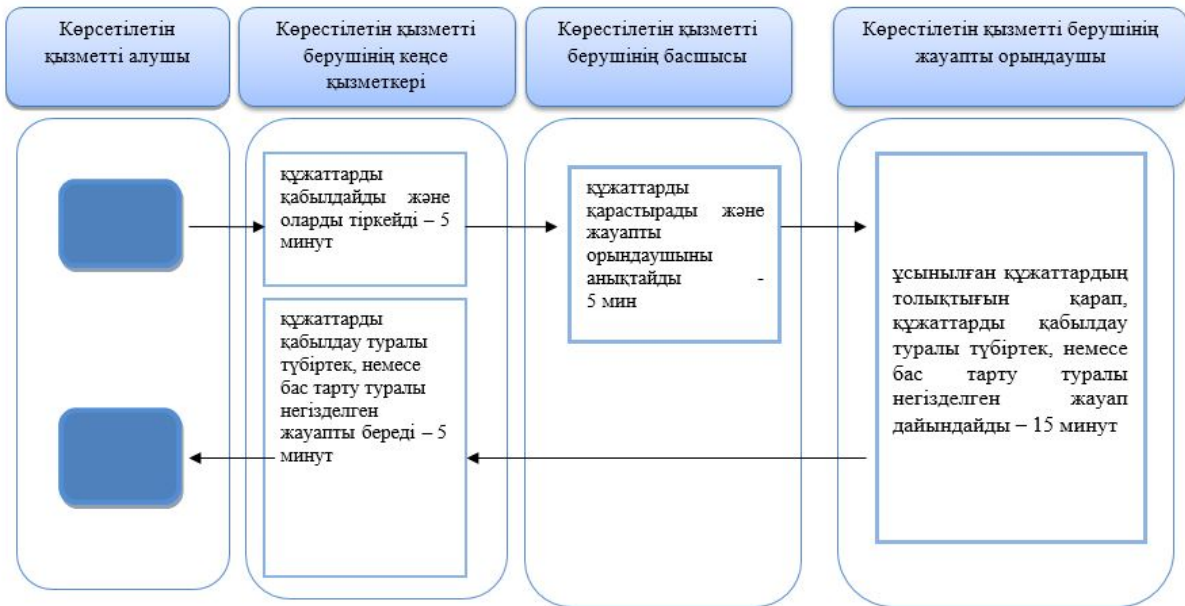 Көрсетілетін
қызметті алушы
Көрестілетін қызметті
берушінің кеңсе
қызметкері
Көрестілетін қызметті
берушінің басшысы
Көрестілетін қызметті берушінің
жауапты орындаушы
құжаттарды
қабылдайды және
оларды тіркейді – 5
минут
құжаттарды
қарастырады және
жауапты
орындаушыны
анықтайды -
5 мин
ұсынылған құжаттардың
толықтығын қарап,
құжаттарды қабылдау
туралы түбіртек, немесе
бас тарту туралы
негізделген жауап
дайындайды – 15 минут
құжаттарды
қабылдау туралы
түбіртек, немесе
бас тарту туралы
негізделген
жауапты береді – 5
минут